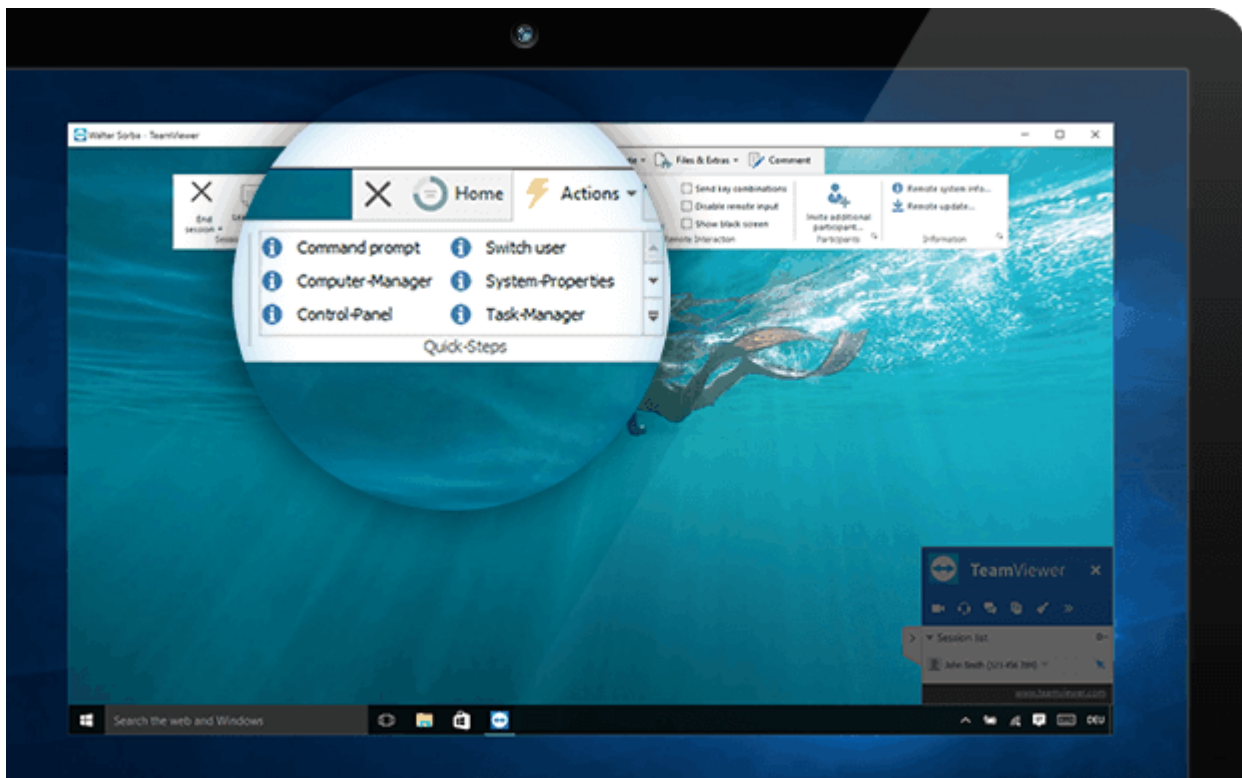 Walter Sorbe - TeamViewer
Files & Extras
Comment
Home
Actions
End session
Send key combinations
Disable remote input
Show black screen
Remote Interaction
Invite additional participant...
Participants
Remote system info...
Remote update...
Information
Command prompt
Switch user
Computer-Manager
System-Properties
Control-Panel
Task-Manager
Quick-Steps
TeamViewer
Session list
www.teamviewer.com
Search the web and Windows
DEU